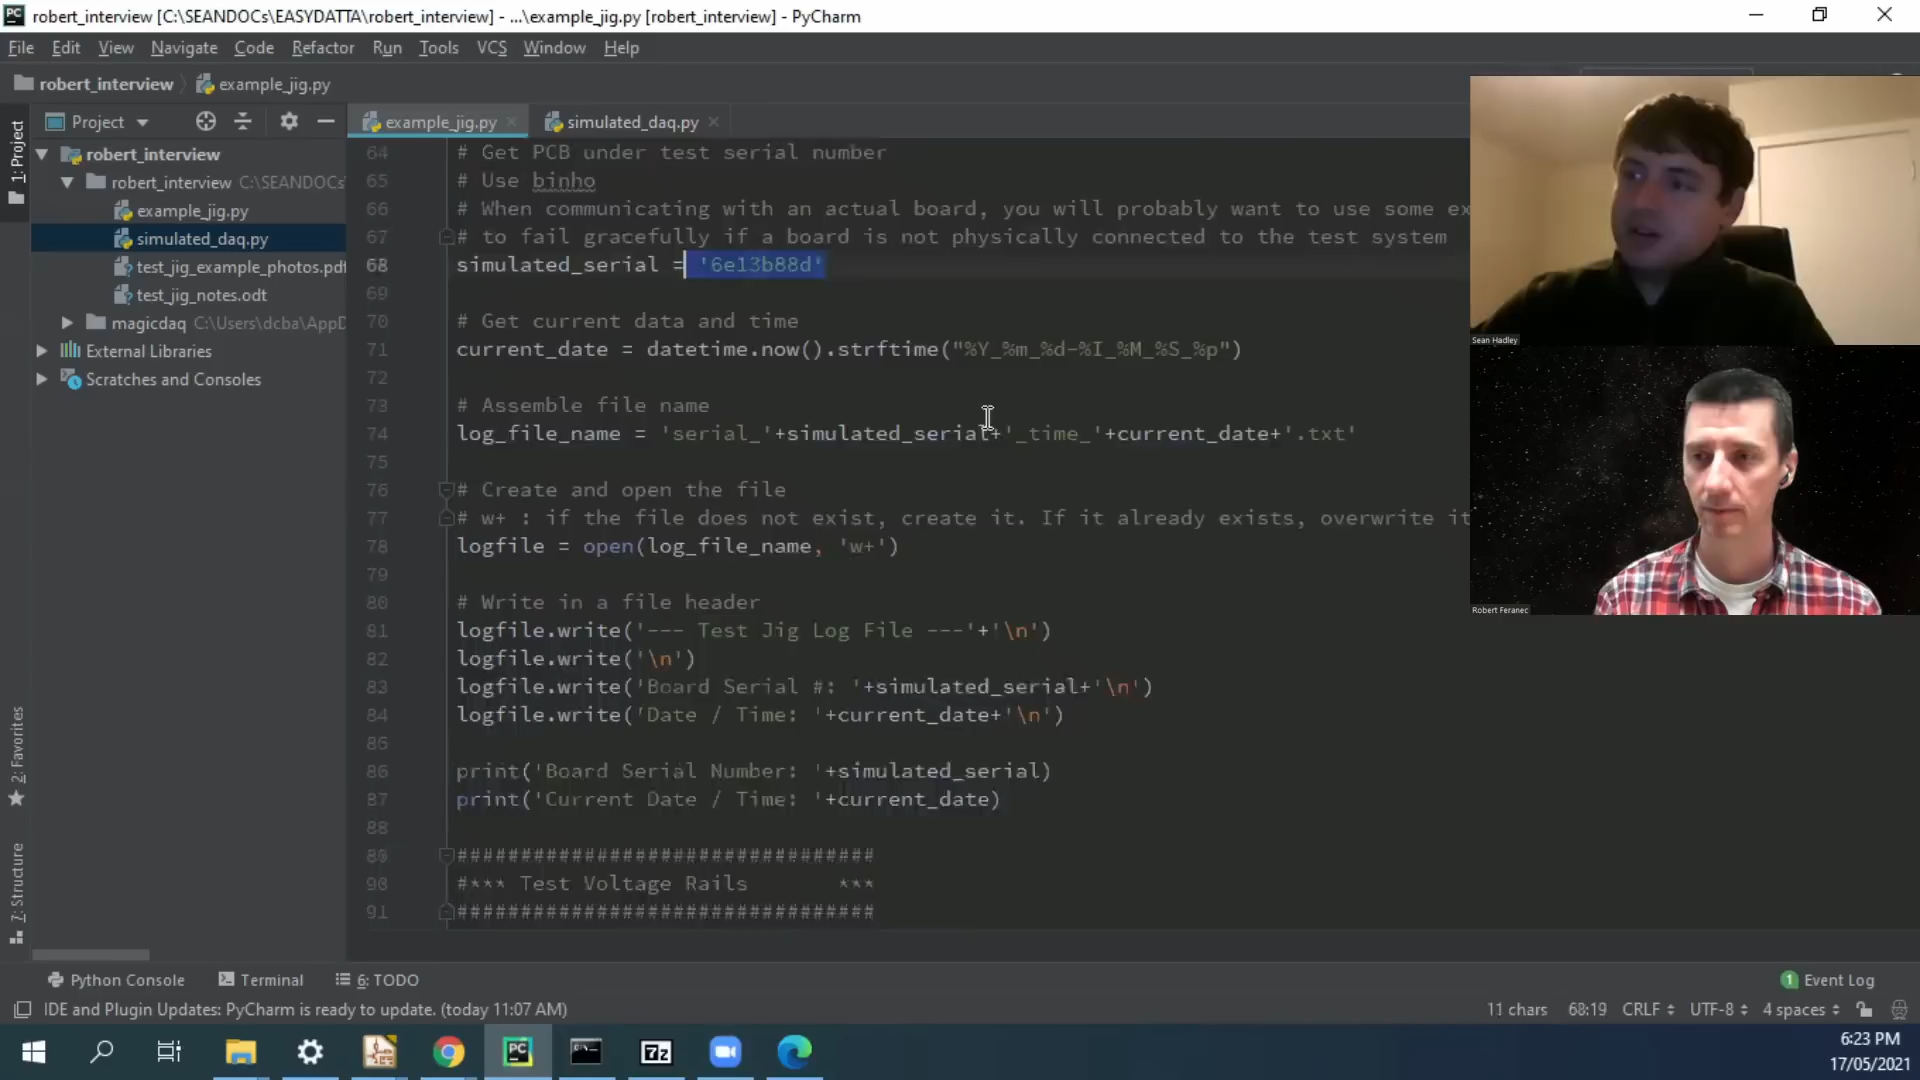 robert_interview [C:\SEANDOCs\EASYDATTA\robert_interview] - ...\example_jig.py [robert_interview] - PyCharm
File Edit View Navigate Code Refactor Run Tools VCS Window Help
robert_interview example_jig.py
Project
example_jig.py simulated_daq.py
1: Project
robert_interview
robert_interview C:\SEANDOCs
example_jig.py
simulated_daq.py
test_jig_example_photos.pdf
test_jig_notes.odt
magicdaq C:\Users\dcba\AppD
External Libraries
Scratches and Consoles
2: Favorites
7: Structure
64 # Get PCB under test serial number
65 # Use binho
66 # When communicating with an actual board, you will probably want to use some ex
67 # to fail gracefully if a board is not physically connected to the test system
68 simulated_serial = '6e13b88d'
69
70 # Get current data and time
71 current_date = datetime.now().strftime("%Y_%m_%d-%I_%M_%S_%p")
72
73 # Assemble file name
74 log_file_name = 'serial_'+simulated_serial+'_time_'+current_date+'.txt'
75
76 # Create and open the file
77 # w+ : if the file does not exist, create it. If it already exists, overwrite it
78 logfile = open(log_file_name, 'w+')
79
80 # Write in a file header
81 logfile.write('--- Test Jig Log File ---'+'\n')
82 logfile.write('\n')
83 logfile.write('Board Serial #: '+simulated_serial+'\n')
84 logfile.write('Date / Time: '+current_date+'\n')
85
86 print('Board Serial Number: '+simulated_serial)
87 print('Current Date / Time: '+current_date)
88
89 #################################
90 #*** Test Voltage Rails ***
91 #################################
Sean Hadley
Robert Feranec
Python Console Terminal 6: TODO
1 Event Log
IDE and Plugin Updates: PyCharm is ready to update. (today 11:07 AM)
11 chars 68:19 CRLF UTF-8 4 spaces
PC
7z
6:23 PM
17/05/2021